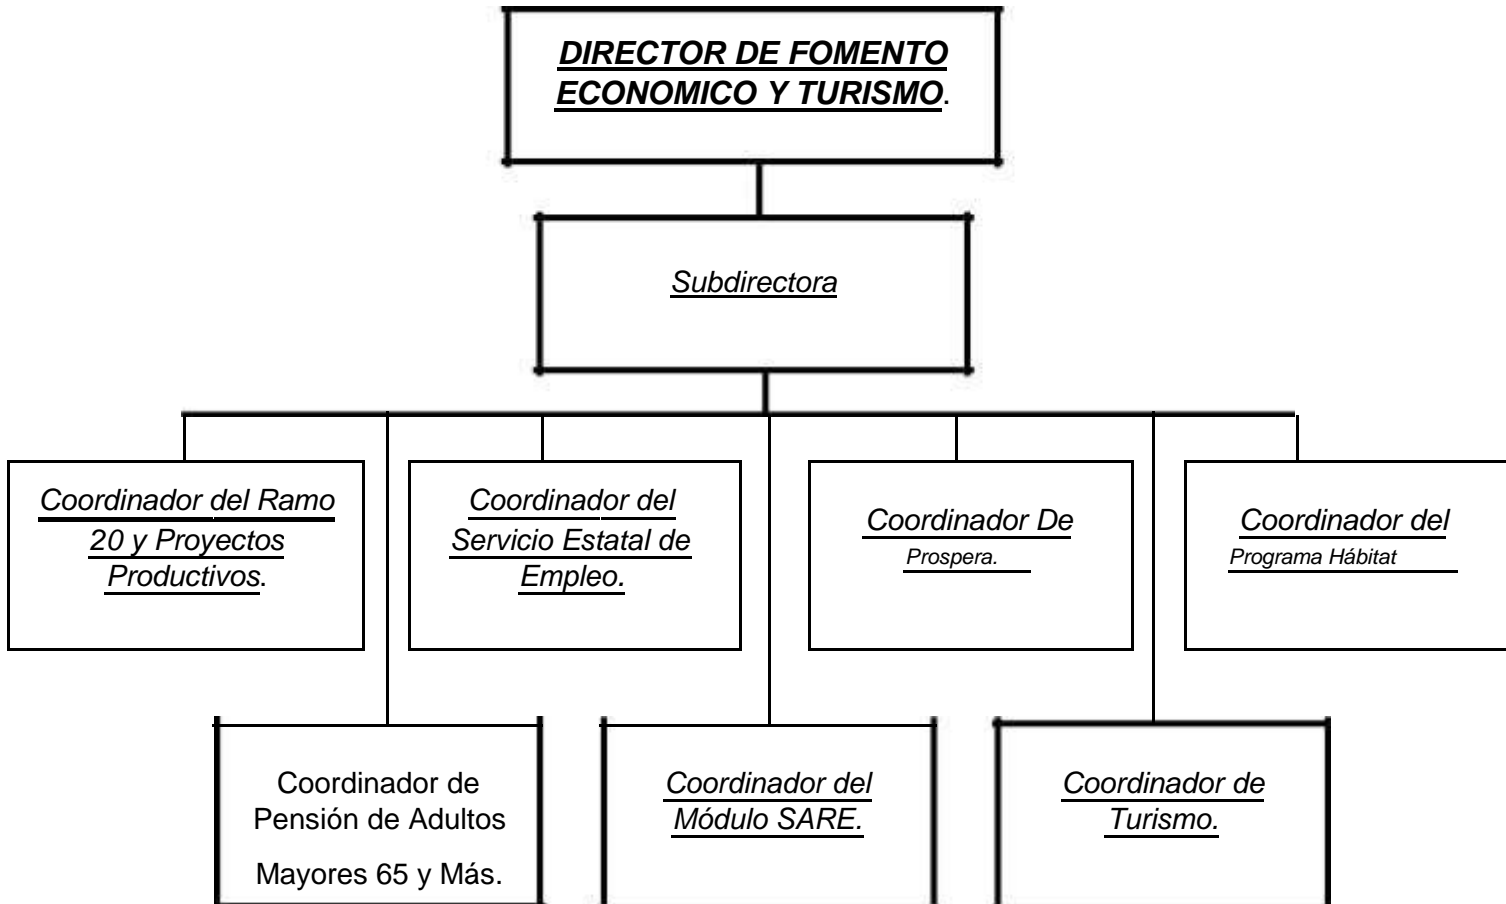 DIRECTOR DE FOMENTO
ECONOMICO Y TURISMO.
Subdirectora
Coordinador del Ramo
20 y Proyectos
Productivos.
Coordinador del
Servicio Estatal de
Empleo.
Coordinador De
Prospera.
Coordinador del
Programa Hábitat
Coordinador de
Pensión de Adultos
Mayores 65 y Más.
Coordinador del
Módulo SARE.
Coordinador de
Turismo.